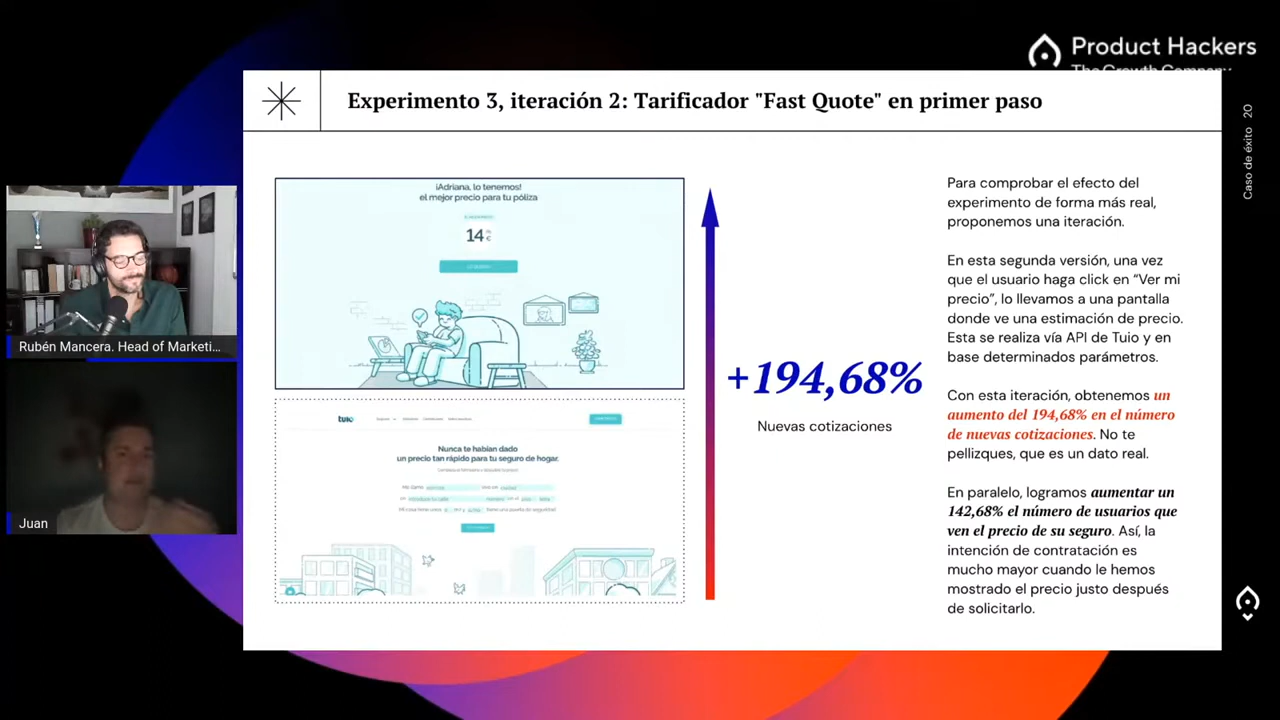 Product Hackers
The Growth Company
Caso de éxito 20
Experimento 3, iteración 2: Tarificador "Fast Quote" en primer paso
¡Adriana, lo tenemos!
el mejor precio para tu póliza
14
€
Para comprobar el efecto del
experimento de forma más real,
proponemos una iteración.
En esta segunda versión, una vez
que el usuario haga click en “Ver mi
precio”, lo llevamos a una pantalla
donde ve una estimación de precio.
Esta se realiza vía API de Tuio y en
base determinados parámetros.
Con esta iteración, obtenemos un
aumento del 194,68% en el número
de nuevas cotizaciones. No te
pellizques, que es un dato real.
En paralelo, logramos aumentar un
142,68% el número de usuarios que
ven el precio de su seguro. Así, la
intención de contratación es
mucho mayor cuando le hemos
mostrado el precio justo después
de solicitarlo.
+194,68%
Nuevas cotizaciones
tuio
Nunca te habían dado
un precio tan rápido para tu seguro de hogar.
Rubén Mancera. Head of Marketi...
Juan